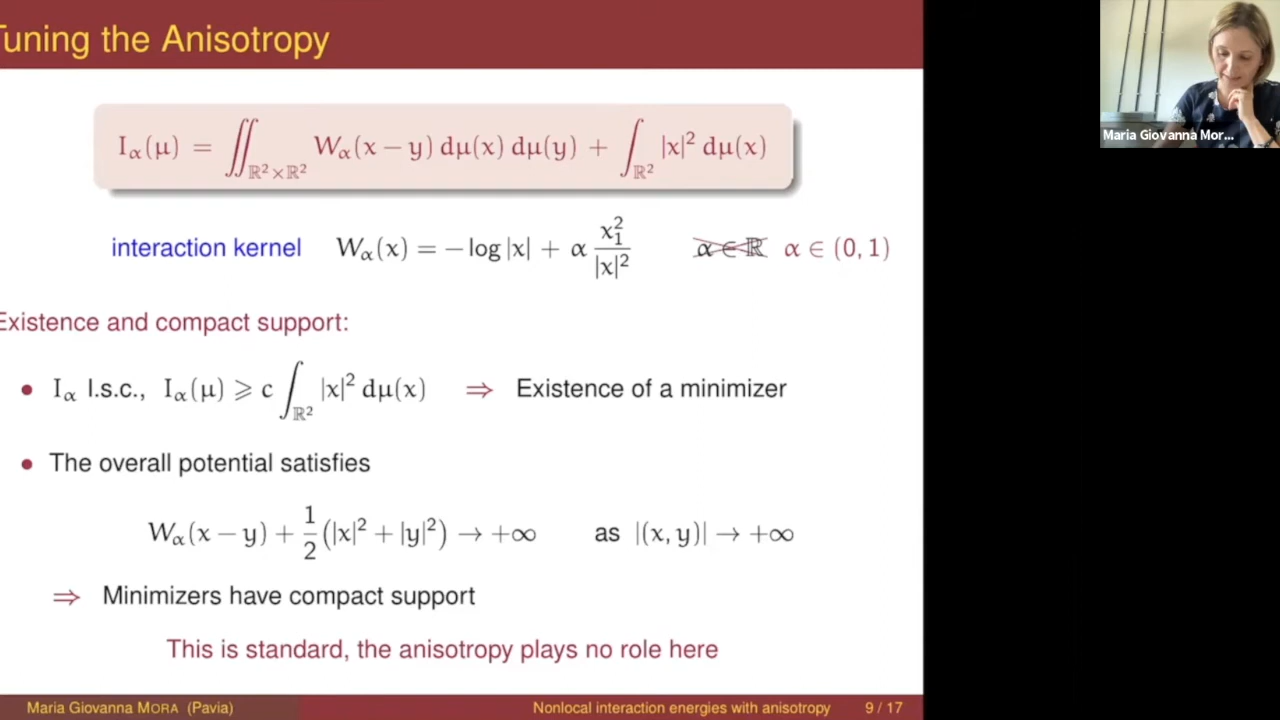 Tuning the Anisotropy
I_α(μ) = ∬_{ℝ²×ℝ²} W_α(x − y) dμ(x) dμ(y) + ∫_{ℝ²} |x|² dμ(x)
interaction kernel W_α(x) = − log |x| + α x₁²/|x|² α ∈ ℝ α ∈ (0, 1)
Existence and compact support:
• I_α l.s.c., I_α(μ) ⩾ c ∫_{ℝ²} |x|² dμ(x) ⇒ Existence of a minimizer
• The overall potential satisfies
W_α(x − y) + 1/2 (|x|² + |y|²) → +∞ as |(x, y)| → +∞
⇒ Minimizers have compact support
This is standard, the anisotropy plays no role here
Maria Giovanna MORA (Pavia) Nonlocal interaction energies with anisotropy 9 / 17
Maria Giovanna Mor...